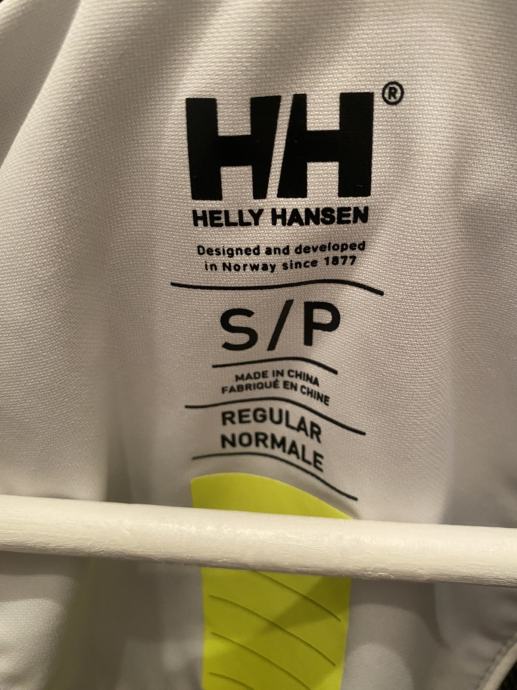 HH®
HELLY HANSEN
Designed and developed
in Norway since 1877
S/P
MADE IN CHINA
FABRIQUÉ EN CHINE
REGULAR
NORMALE